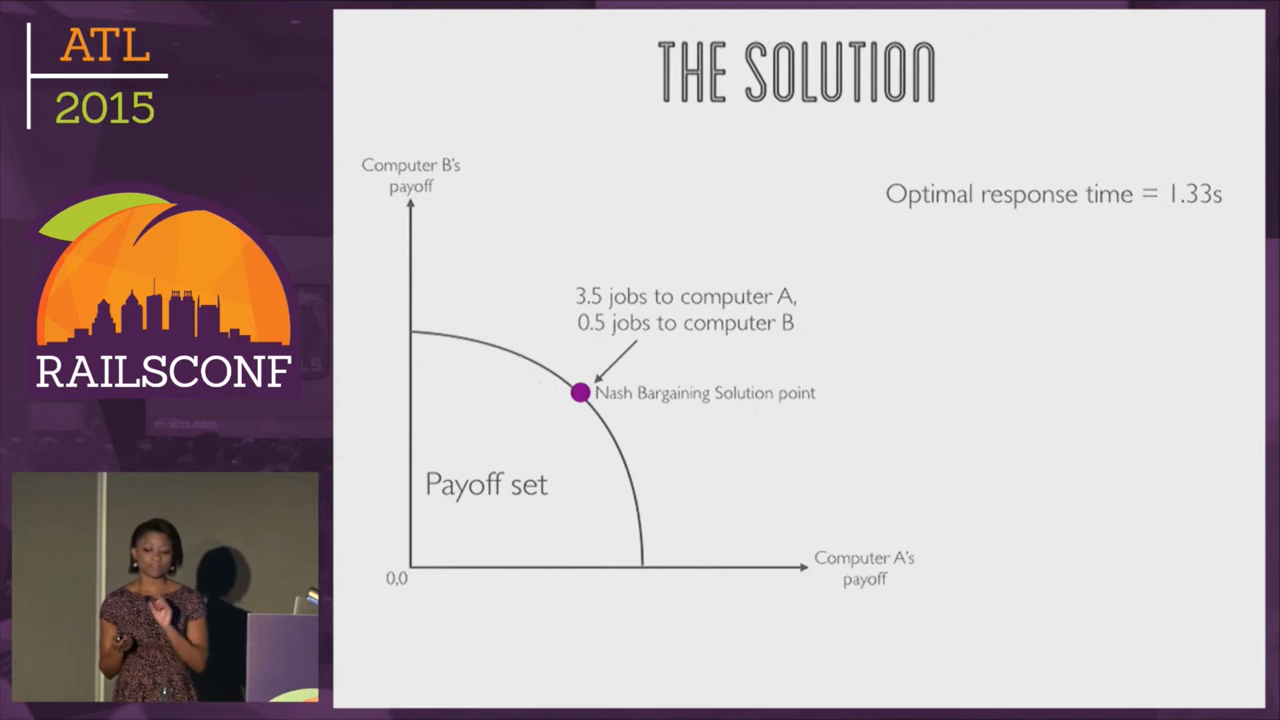 ATL
2015
RAILSCONF
THE SOLUTION
Computer B's
payoff
Optimal response time = 1.33s
3.5 jobs to computer A,
0.5 jobs to computer B
Nash Bargaining Solution point
Payoff set
Computer A's
payoff
0,0